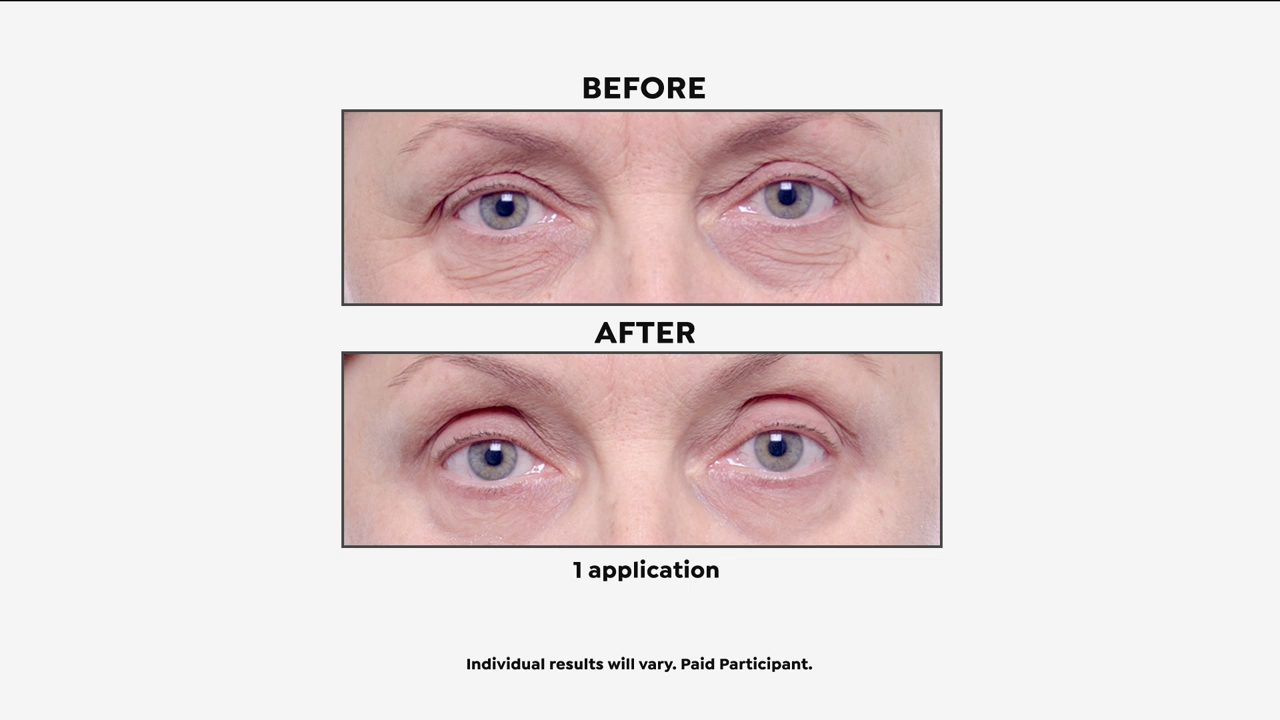 BEFORE
AFTER
1 application
Individual results will vary. Paid Participant.